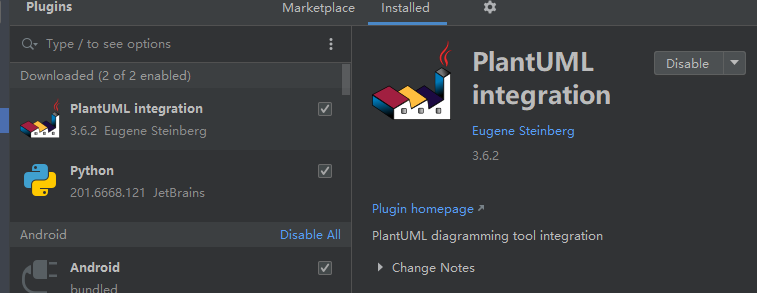 Plugins
Marketplace
Installed
Type / to see options
Downloaded (2 of 2 enabled)
PlantUML integration
3.6.2 Eugene Steinberg
Python
201.6668.121 JetBrains
Android
Disable All
Android
bundled
PlantUML
integration
Disable
Eugene Steinberg
3.6.2
Plugin homepage
PlantUML diagramming tool integration
Change Notes